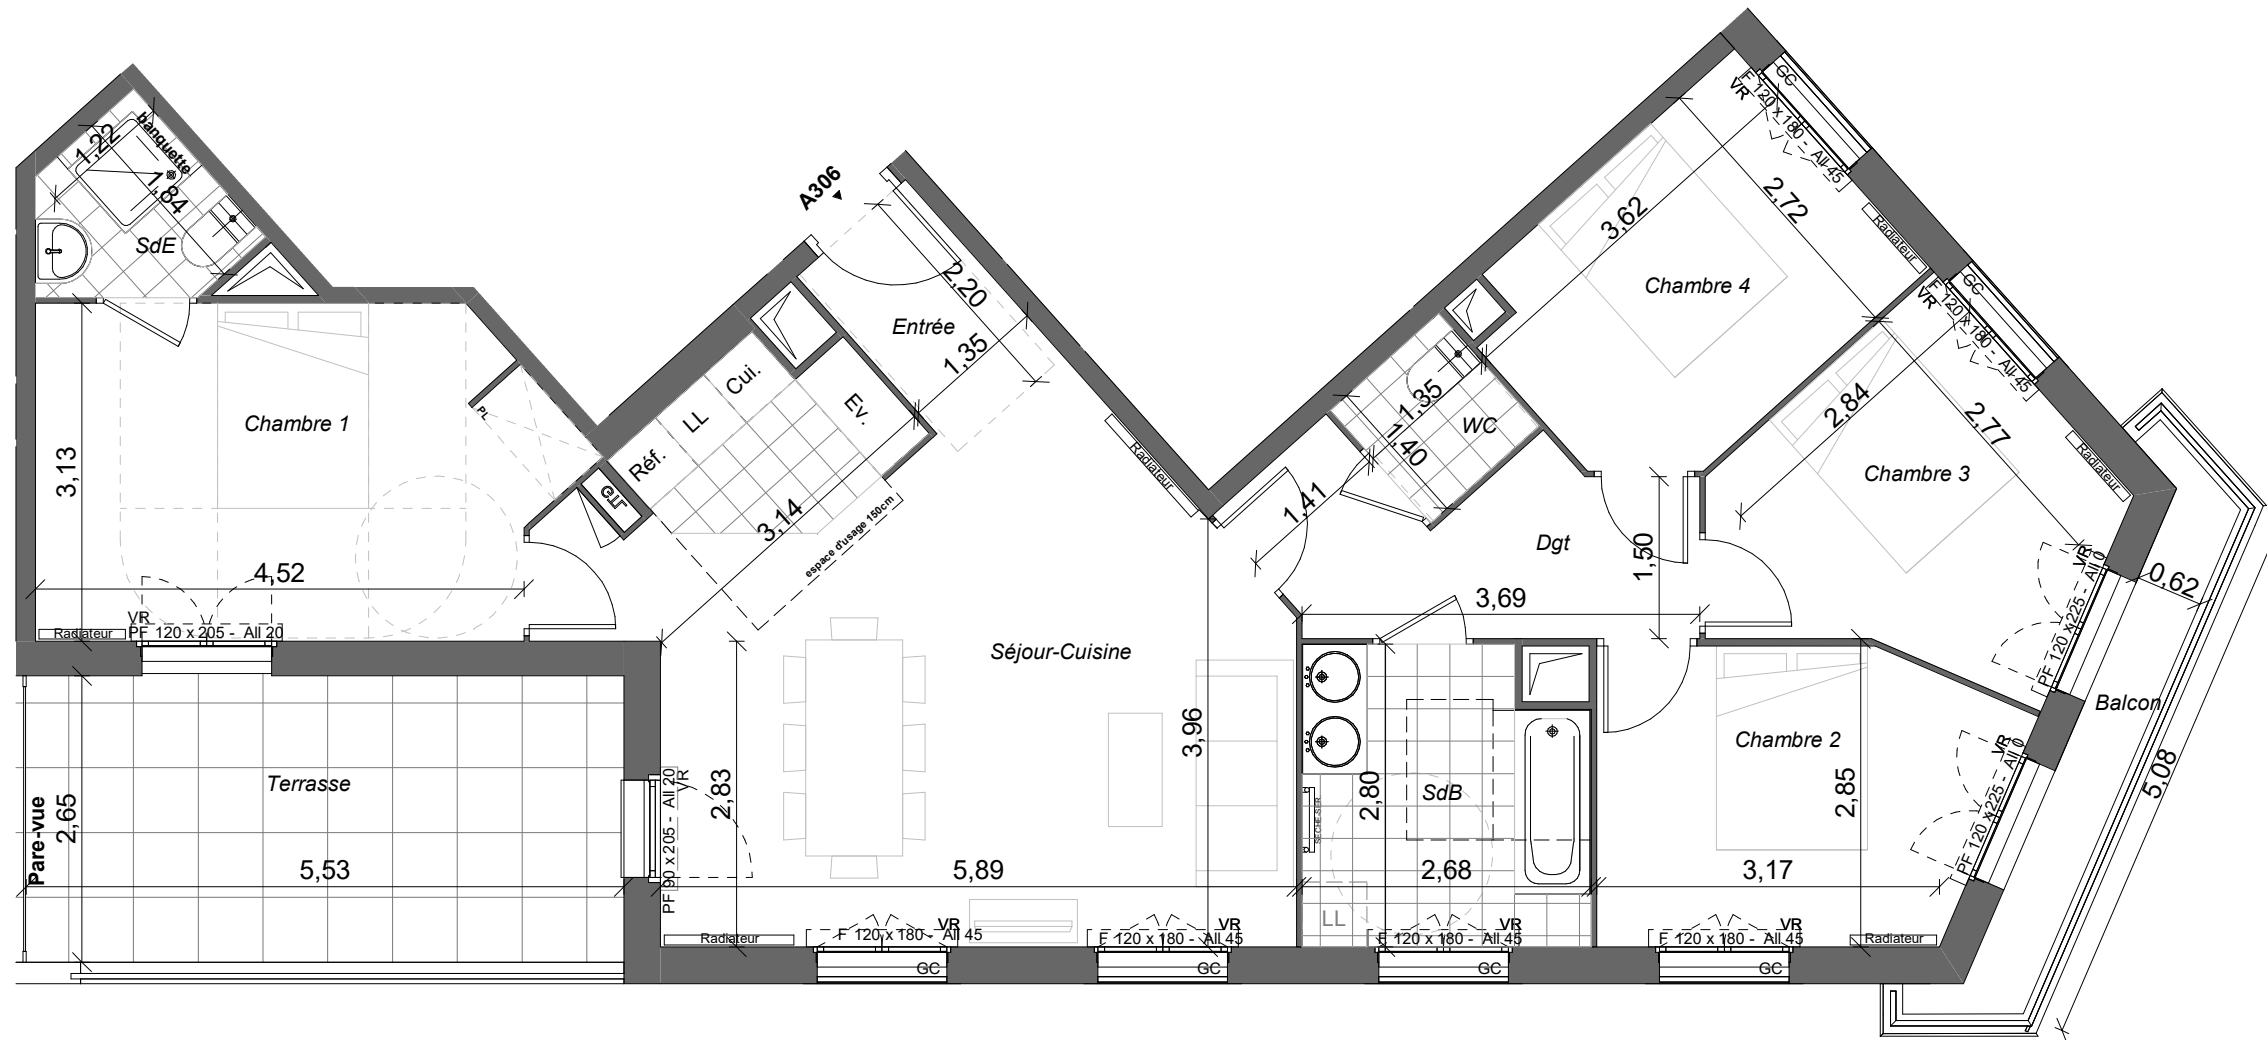 GC
F 120 x 180 - All 45
VR
banquette
1,22
1,84
SdE
A306
2,72
3,62
Radiateur
Chambre 4
2,20
Entrée
1,35
GC
F 120 x 180 - All 45
VR
Cui.
LL
Ev.
Réf.
GTL
PL
Chambre 1
3,13
4,52
3,14
espace d'usage 150cm
Radiateur
1,35
WC
1,40
1,41
2,84
2,77
Chambre 3
Radiateur
Dgt
1,50
3,69
VR
PF 120 x 225 - All 0
0,62
VR
PF 120 x 205 - All 20
Radiateur
Séjour-Cuisine
Balcon
Terrasse
Pare-vue
2,65
5,53
VR
PF 90 x 205 - All 20
2,83
3,96
5,89
2,80
SdB
SECHE-SER
2,68
LL
Chambre 2
2,85
3,17
VR
PF 120 x 225 - All 0
5,08
Radiateur
VR
F 120 x 180 - All 45
GC
VR
F 120 x 180 - All 45
GC
VR
F 120 x 180 - All 45
GC
VR
F 120 x 180 - All 45
GC
Radiateur